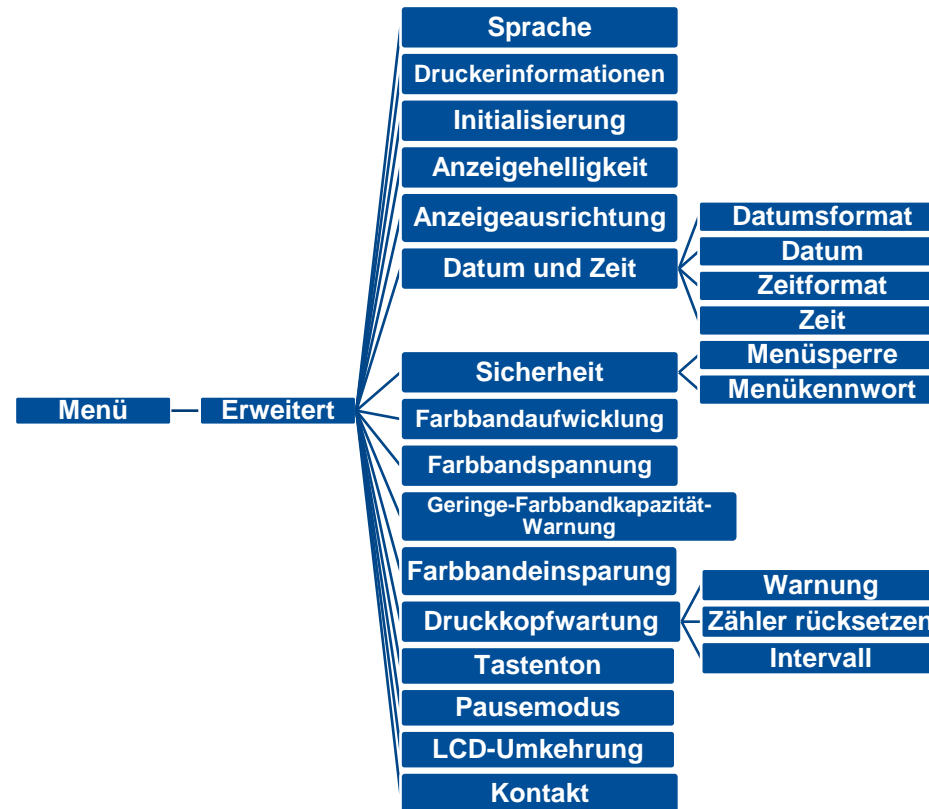 Sprache
Druckerinformationen
Initialisierung
Anzeigehelligkeit
Anzeigeausrichtung
Datum und Zeit
Datumsformat
Datum
Zeitformat
Zeit
Sicherheit
Menüsperre
Menükennwort
Menü
Erweitert
Farbbandaufwicklung
Farbbandspannung
Geringe-Farbbandkapazität-
Warnung
Farbbandeinsparung
Druckkopfwartung
Warnung
Zähler rücksetzen
Intervall
Tastenton
Pausemodus
LCD-Umkehrung
Kontakt